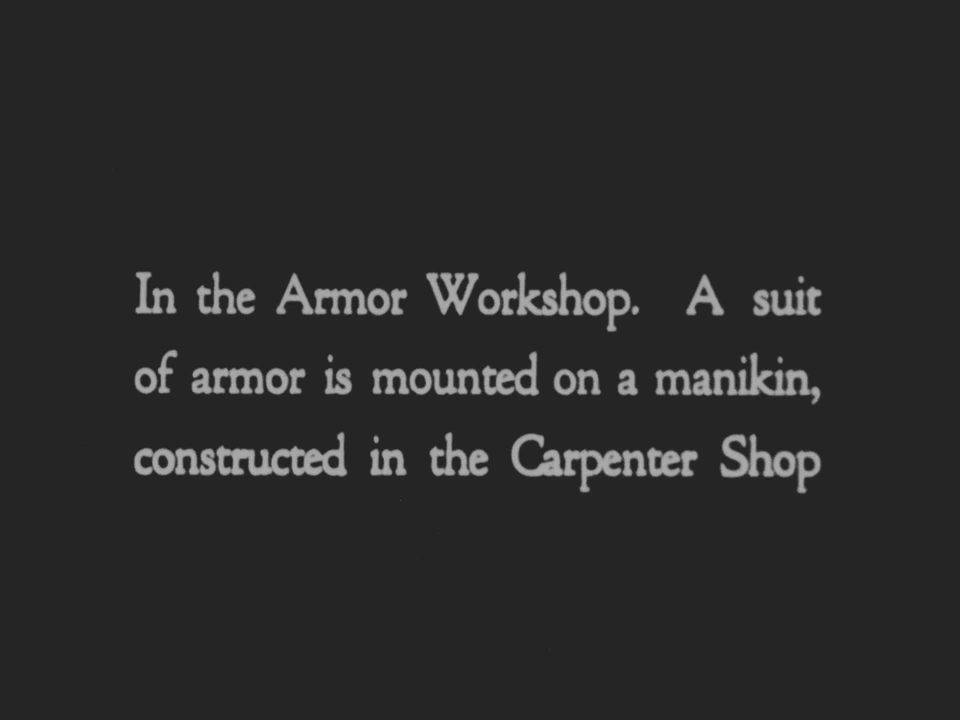 In the Armor Workshop. A suit
of armor is mounted on a manikin,
constructed in the Carpenter Shop